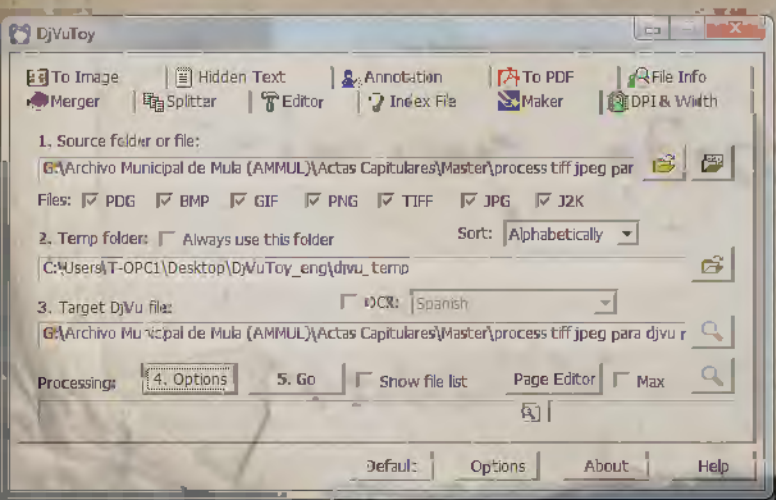 DjVuToy
To Image Hidden Text Annotation To PDF File Info
Merger Splitter Editor Index File Maker DPI & Width
1. Source folder or file:
G:\Archivo Municipal de Mula (AMMUL)\Actas Capitulares\Master\process tiff jpeg par
Files: PDG BMP GIF PNG TIFF JPG J2K
2. Temp folder: Always use this folder Sort: Alphabetically
C:\Users\T-OPC1\Desktop\DjVuToy_eng\djvu_temp
3. Target DjVu file: OCR: Spanish
G:\Archivo Municipal de Mula (AMMUL)\Actas Capitulares\Master\process tiff jpeg para djvu r
Processing: 4. Options 5. Go Show file list Page Editor Max
Default Options About Help